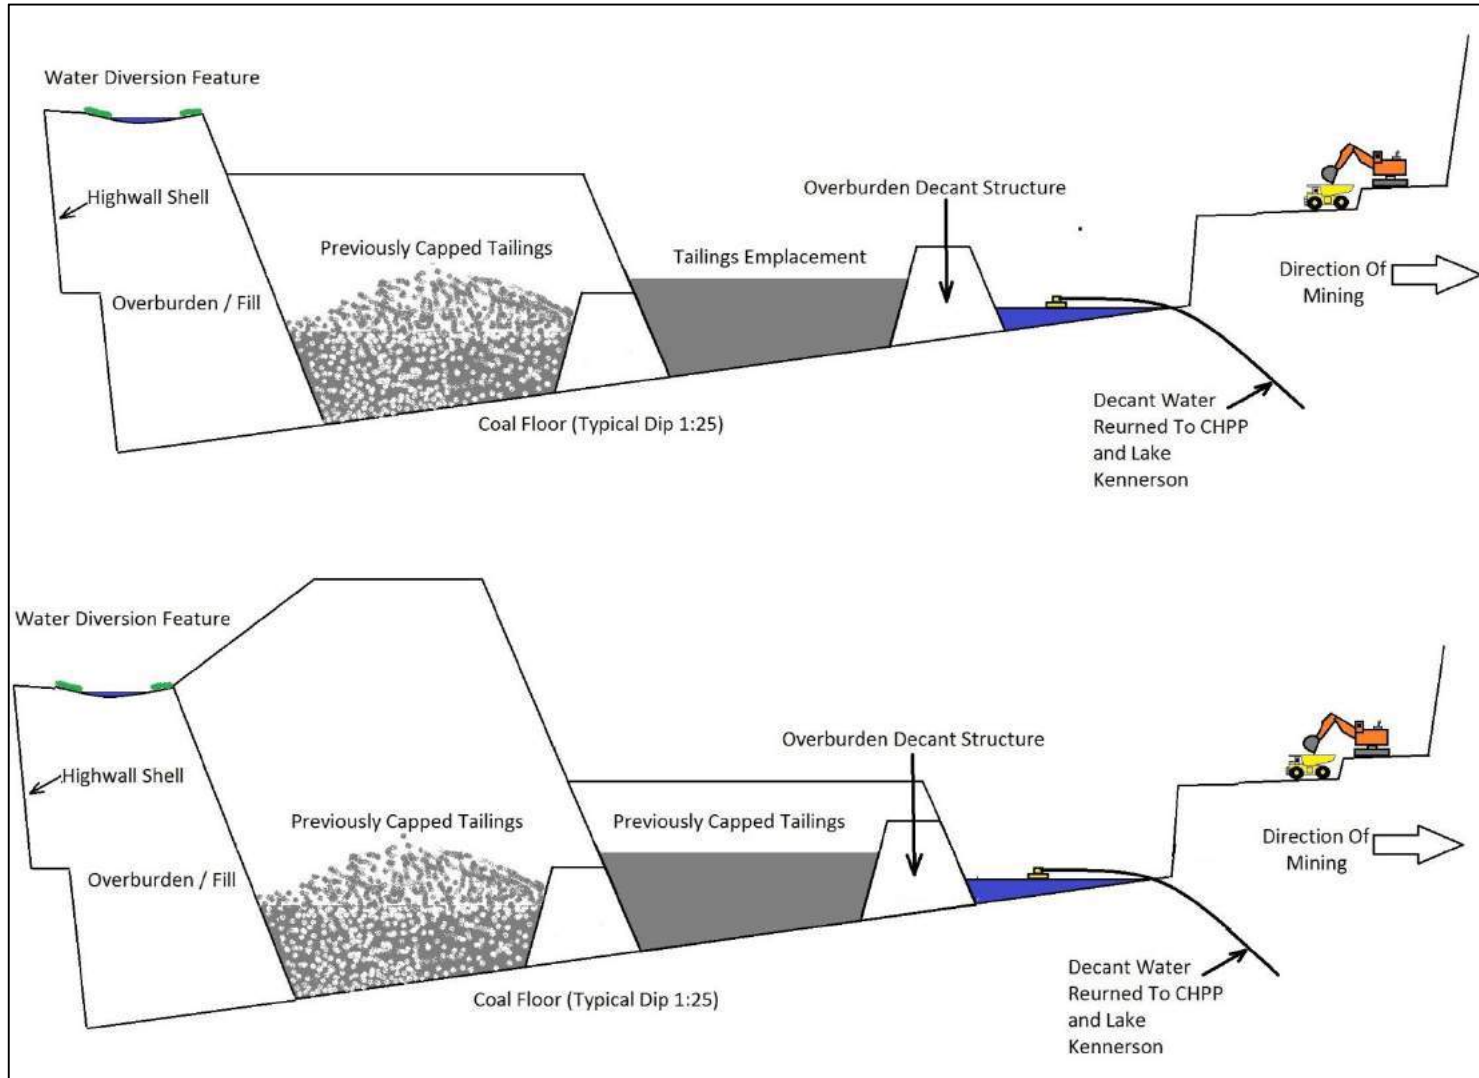 Water Diversion Feature
Highwall Shell
Overburden Decant Structure
Previously Capped Tailings
Tailings Emplacement
Overburden / Fill
Direction Of
Mining
Coal Floor (Typical Dip 1:25)
Decant Water
Reurned To CHPP
and Lake
Kennerson
Water Diversion Feature
Highwall Shell
Overburden Decant Structure
Previously Capped Tailings
Previously Capped Tailings
Overburden / Fill
Direction Of
Mining
Coal Floor (Typical Dip 1:25)
Decant Water
Reurned To CHPP
and Lake
Kennerson